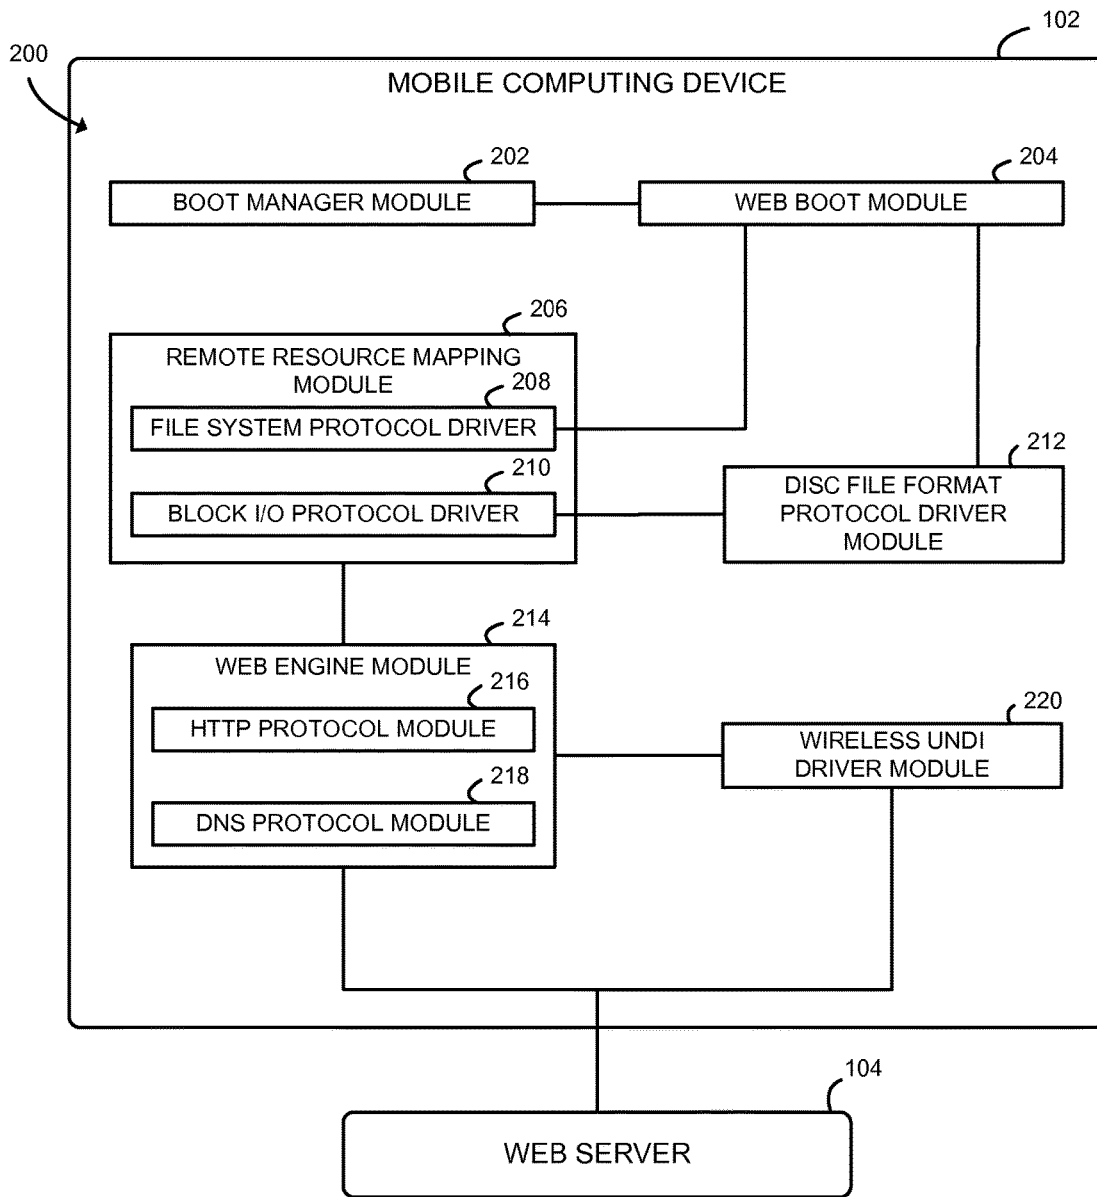 102
200
MOBILE COMPUTING DEVICE
202
204
BOOT MANAGER MODULE
WEB BOOT MODULE
206
REMOTE RESOURCE MAPPING
MODULE
208
FILE SYSTEM PROTOCOL DRIVER
210
BLOCK I/O PROTOCOL DRIVER
212
DISC FILE FORMAT
PROTOCOL DRIVER
MODULE
214
WEB ENGINE MODULE
216
HTTP PROTOCOL MODULE
218
DNS PROTOCOL MODULE
220
WIRELESS UNDI
DRIVER MODULE
104
WEB SERVER